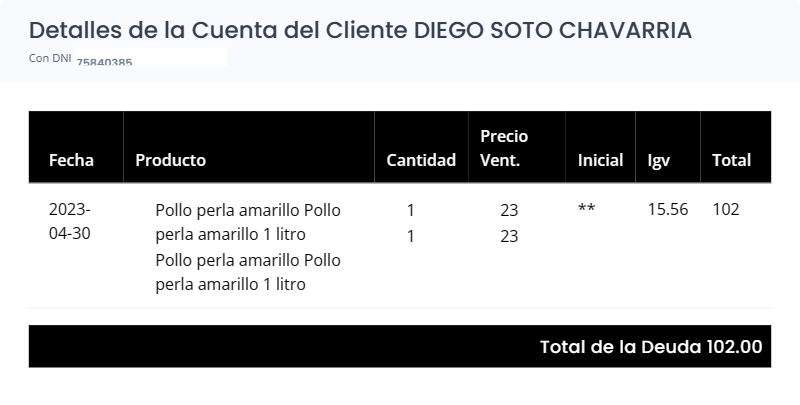 Detalles de la Cuenta del Cliente DIEGO SOTO CHAVARRIA
Con DNI 75840385
Fecha Producto Cantidad Precio Vent. Inicial Igv Total
2023-04-30 Pollo perla amarillo Pollo perla amarillo 1 litro 1 23 ** 15.56 102
Pollo perla amarillo Pollo perla amarillo 1 litro 1 23
Total de la Deuda 102.00